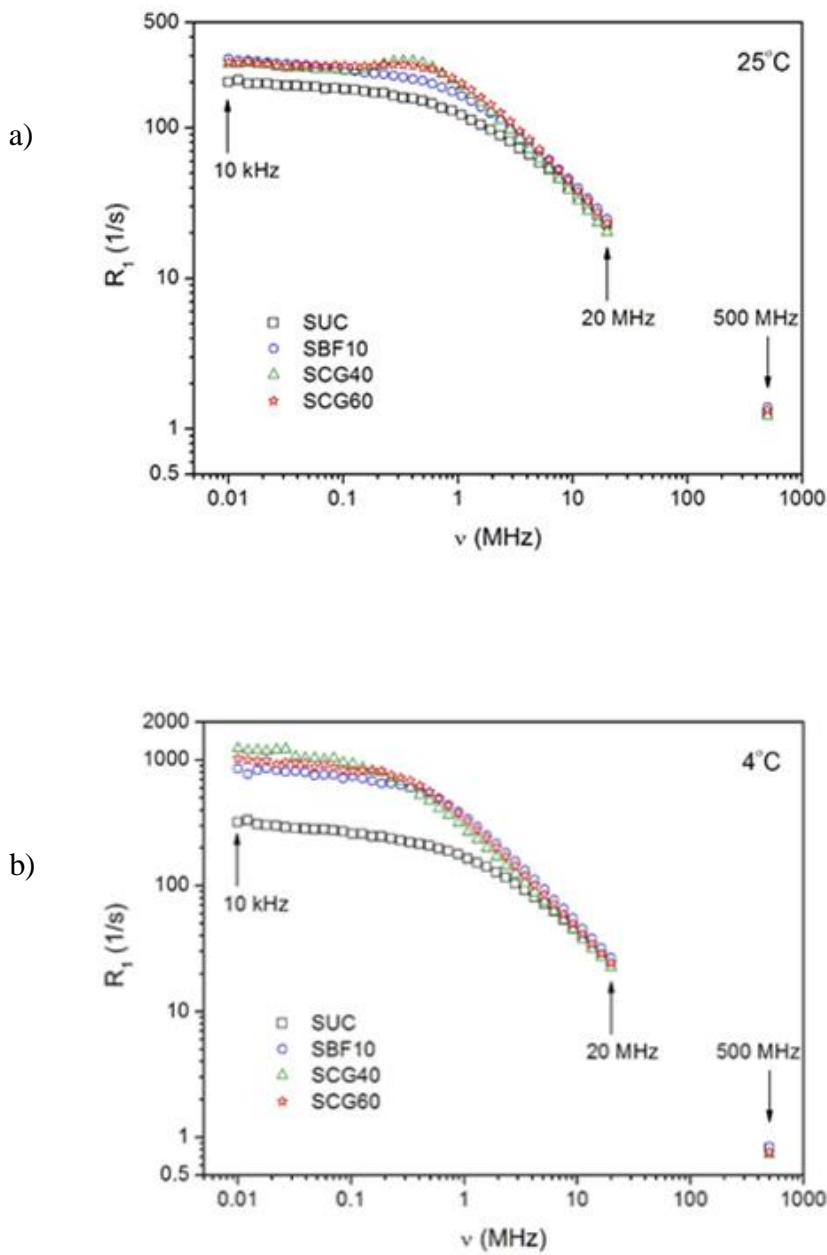 a)
500
100
10
1
0.5
R1 (1/s)
25°C
10 kHz
20 MHz
500 MHz
SUC
SBF10
SCG40
SCG60
0.01 0.1 1 10 100 1000
ν (MHz)
b)
2000
1000
100
10
1
0.5
R1 (1/s)
4°C
10 kHz
20 MHz
500 MHz
SUC
SBF10
SCG40
SCG60
0.01 0.1 1 10 100 1000
ν (MHz)